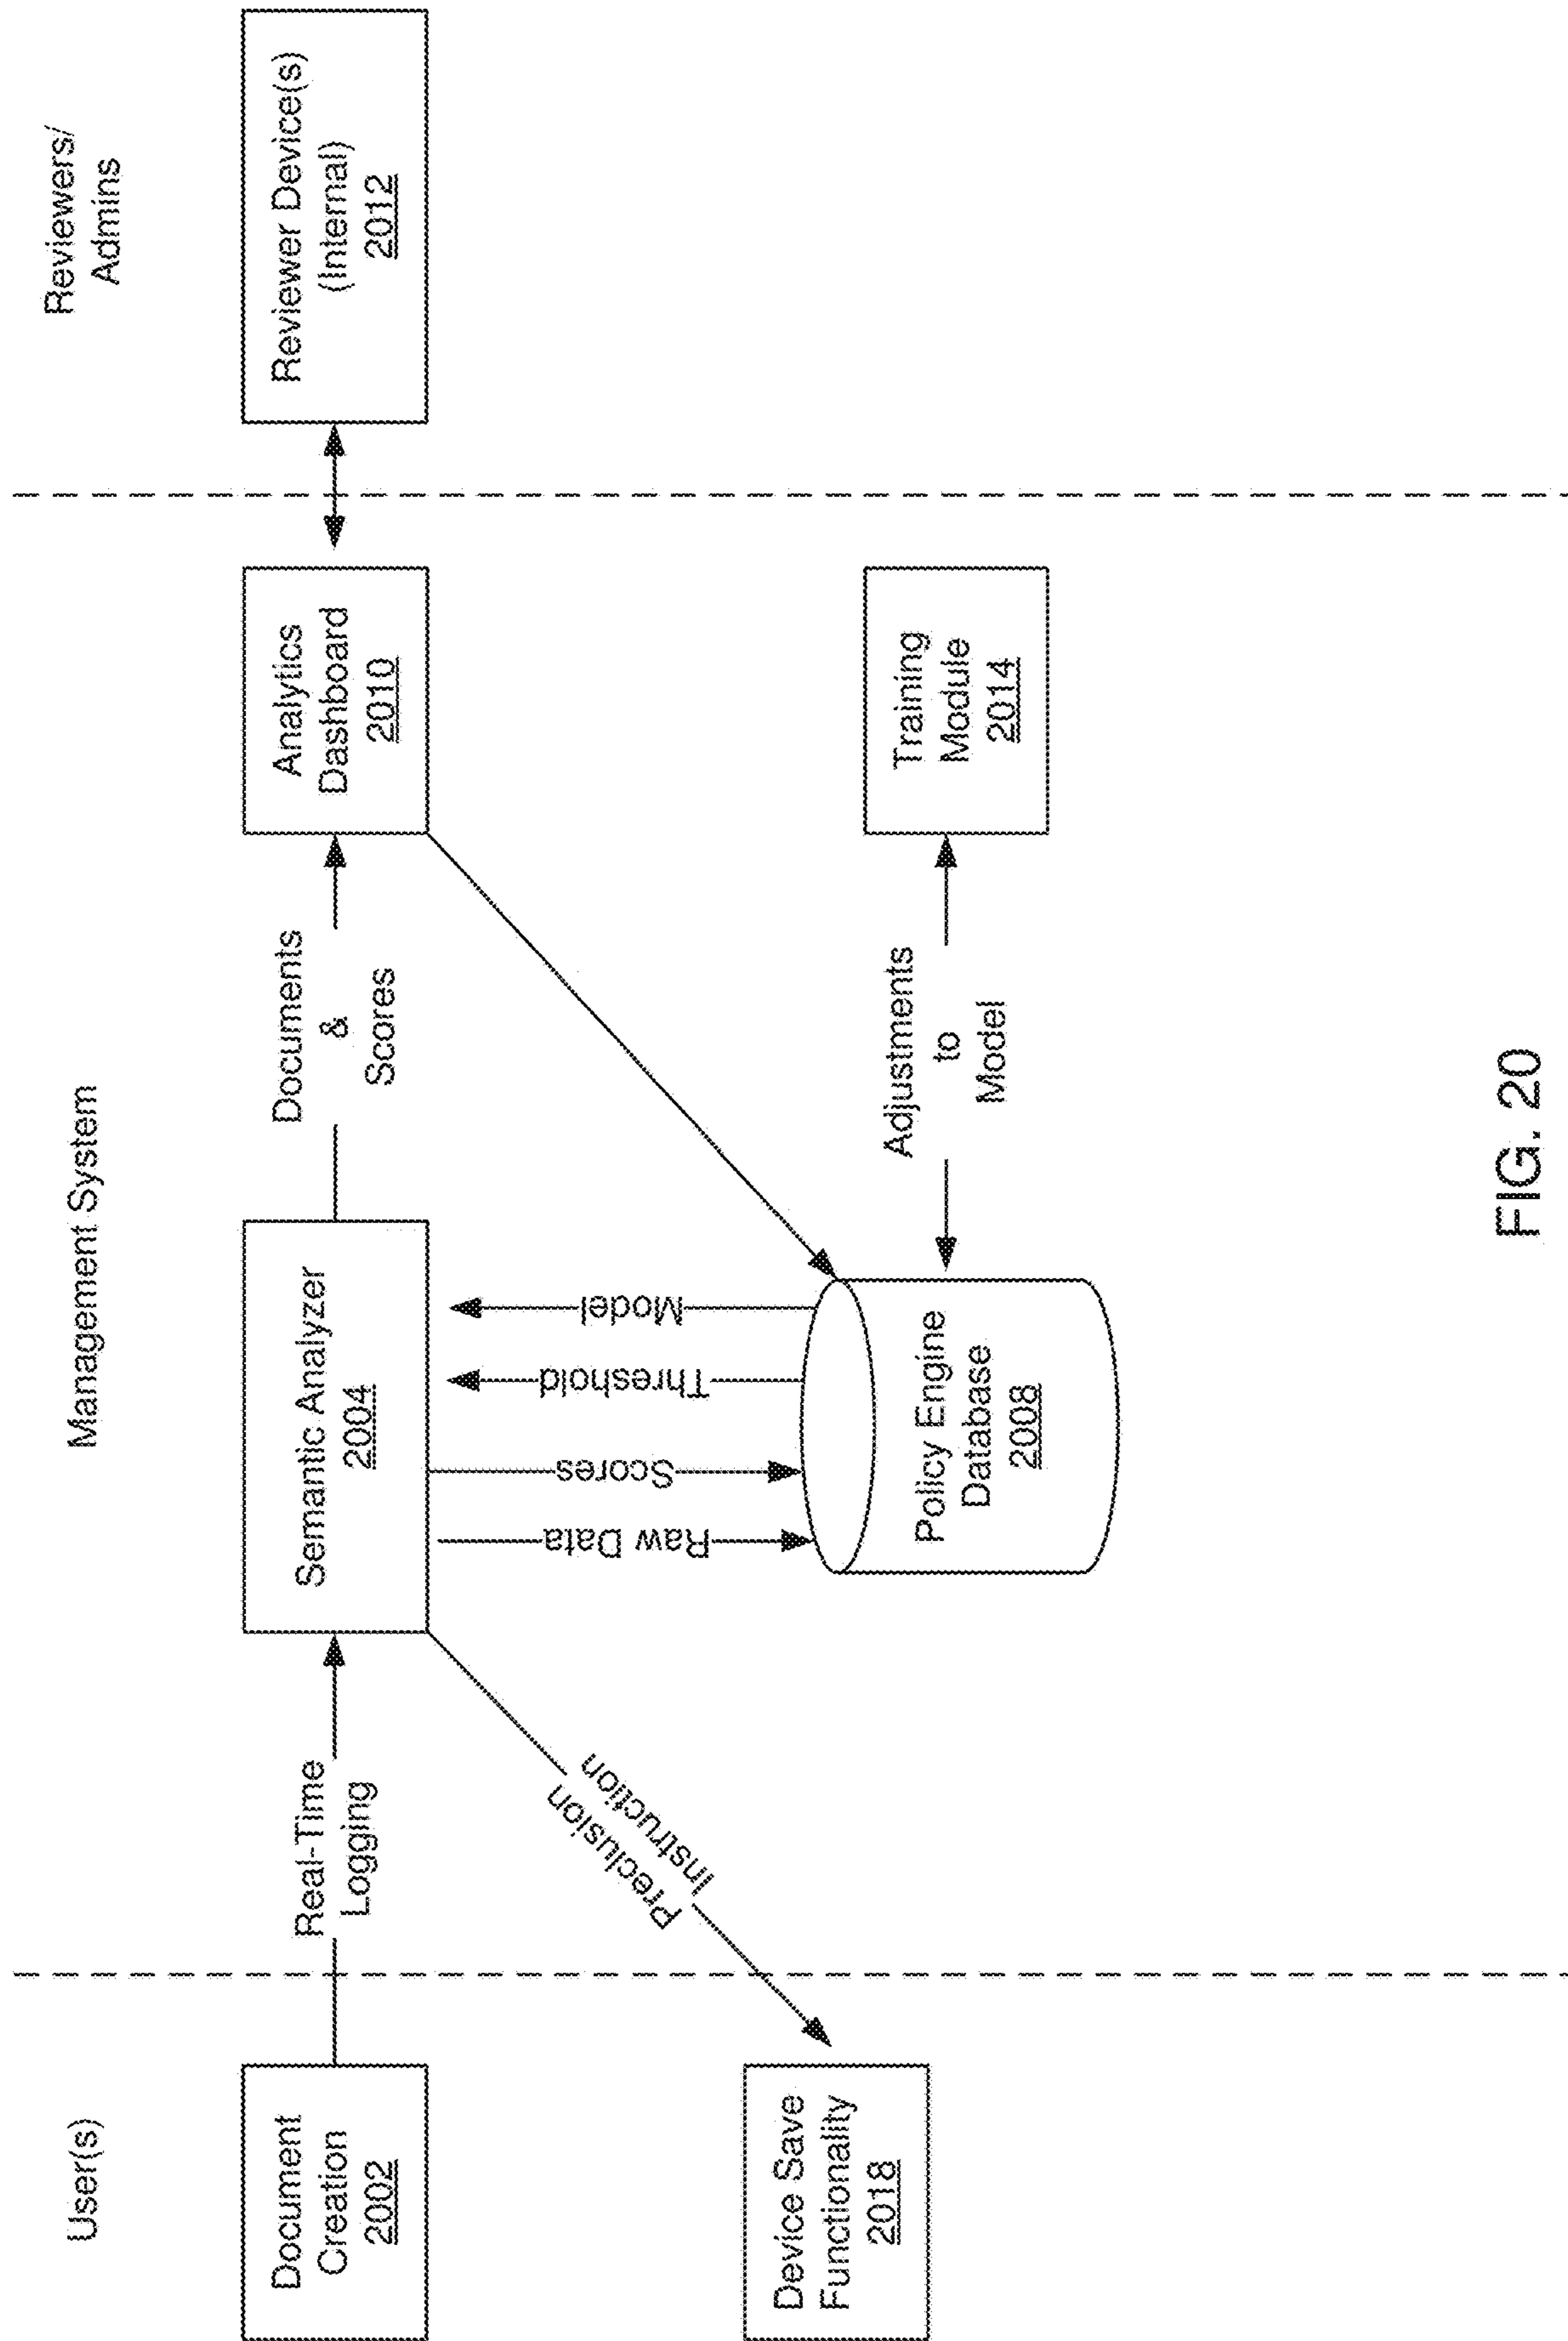 User(s)
Management System
Reviewers/
Admins
Document
Creation
2002
Real-Time
Logging
Semantic Analyzer
2004
Documents
&
Scores
Analytics
Dashboard
2010
Reviewer Device(s)
(Internal)
2012
Preclusion
Instruction
Raw Data
Scores
Threshold
Model
Device Save
Functionality
2018
Policy Engine
Database
2008
Adjustments
to
Model
Training
Module
2014
FIG. 20